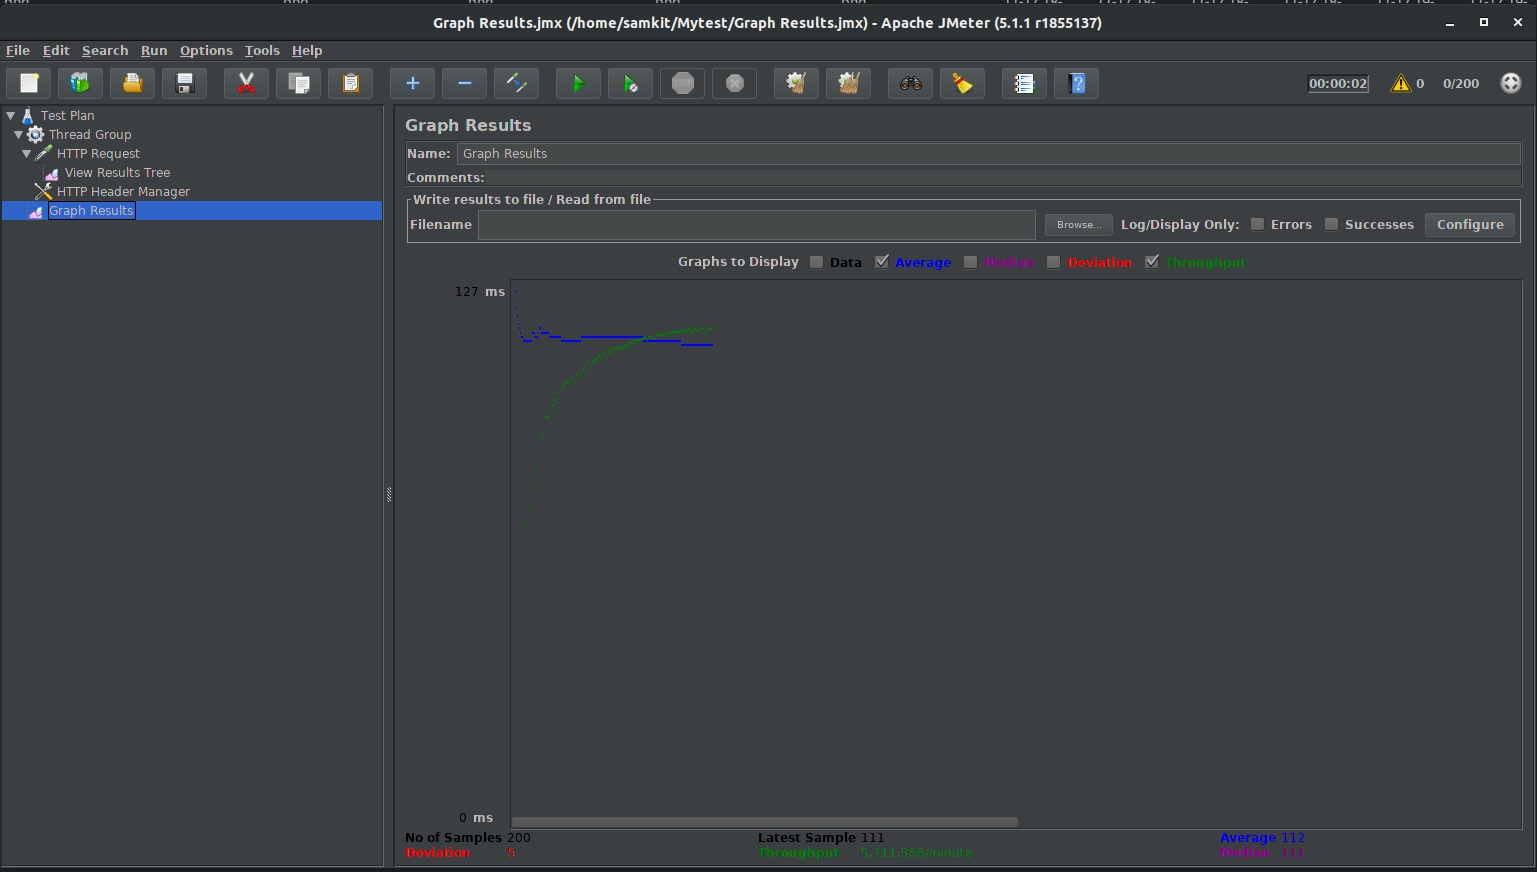 Graph Results.jmx (/home/samkit/Mytest/Graph Results.jmx) - Apache JMeter (5.1.1 r1855137)
File Edit Search Run Options Tools Help
00:00:02 0 0/200
Test Plan
Thread Group
HTTP Request
View Results Tree
HTTP Header Manager
Graph Results
Graph Results
Name: Graph Results
Comments:
Write results to file / Read from file
Filename Browse... Log/Display Only: Errors Successes Configure
Graphs to Display Data Average Median Deviation Throughput
127 ms
0 ms
No of Samples 200 Latest Sample 111 Average 112
Deviation 5 Throughput Median 111